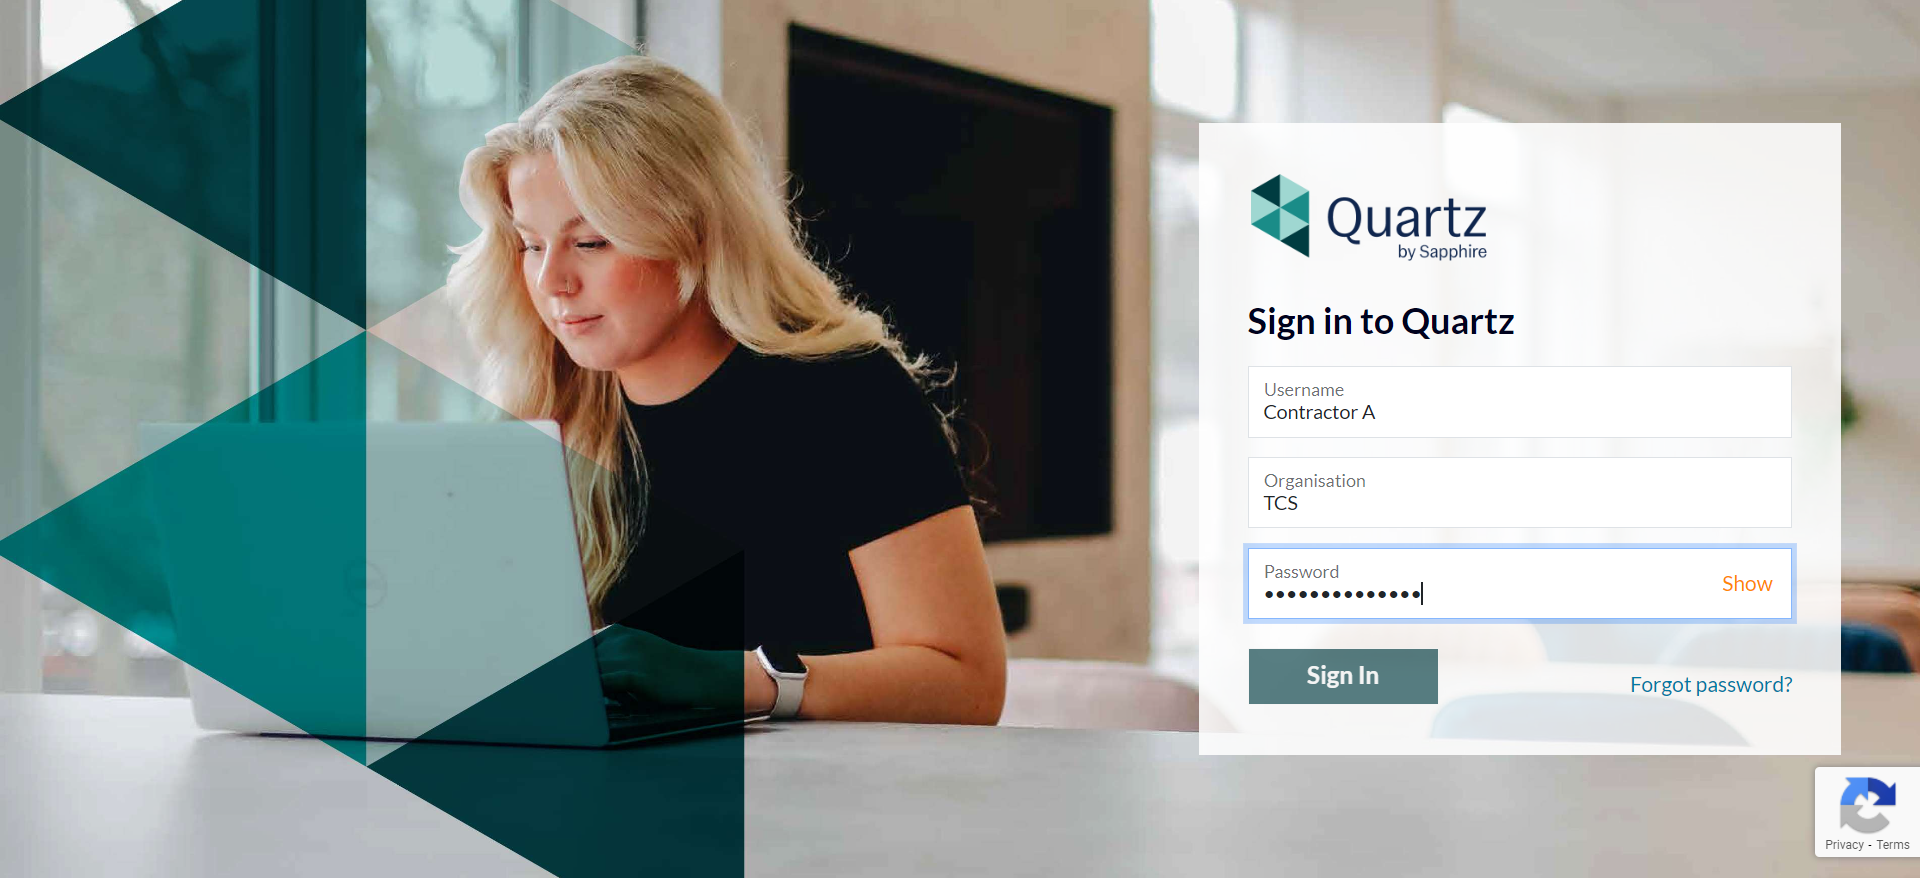 Quartz
by Sapphire
Sign in to Quartz
Username
Contractor A
Organisation
TCS
Password
••••••••••••••
Show
Sign In
Forgot password?
Privacy - Terms